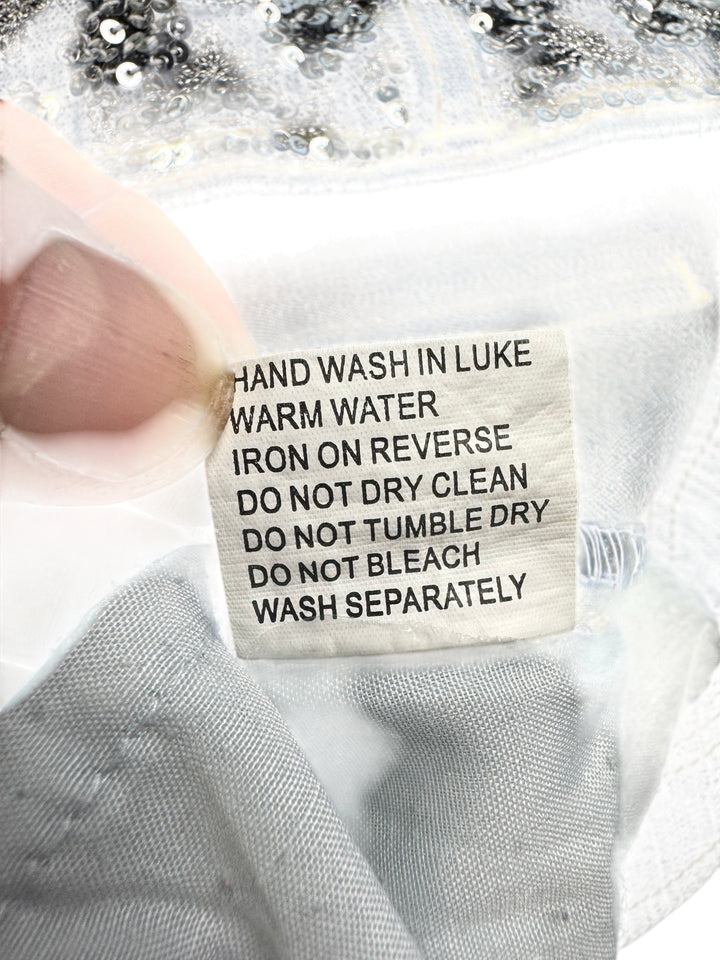 HAND WASH IN LUKE
WARM WATER
IRON ON REVERSE
DO NOT DRY CLEAN
DO NOT TUMBLE DRY
DO NOT BLEACH
WASH SEPARATELY